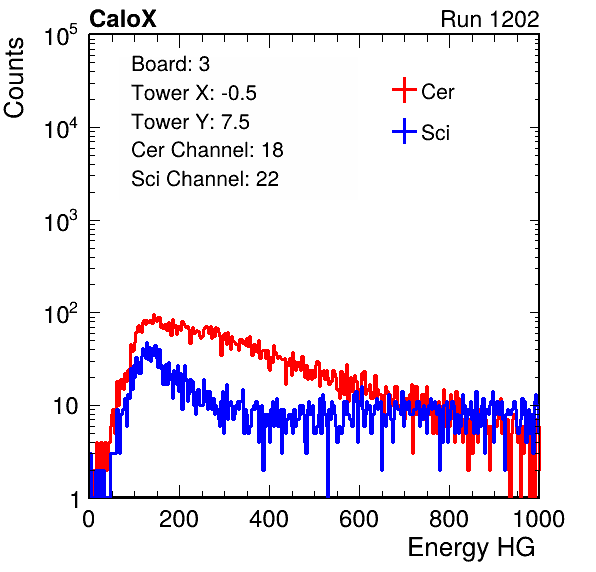 CaloX Run 1202
Counts
10^5
10^4
10^3
10^2
10
1
Board: 3
Tower X: -0.5
Tower Y: 7.5
Cer Channel: 18
Sci Channel: 22
Cer
Sci
0 200 400 600 800 1000
Energy HG